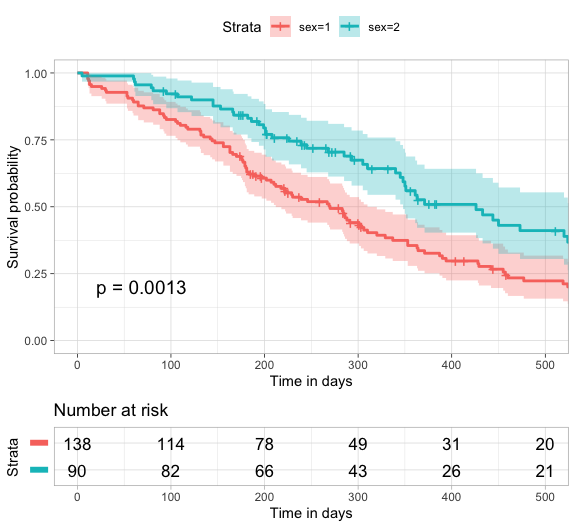 Strata sex=1 sex=2
1.00
0.75
0.50
0.25
0.00
Survival probability
p = 0.0013
0 100 200 300 400 500
Time in days
Number at risk
Strata
138 114 78 49 31 20
90 82 66 43 26 21
0 100 200 300 400 500
Time in days